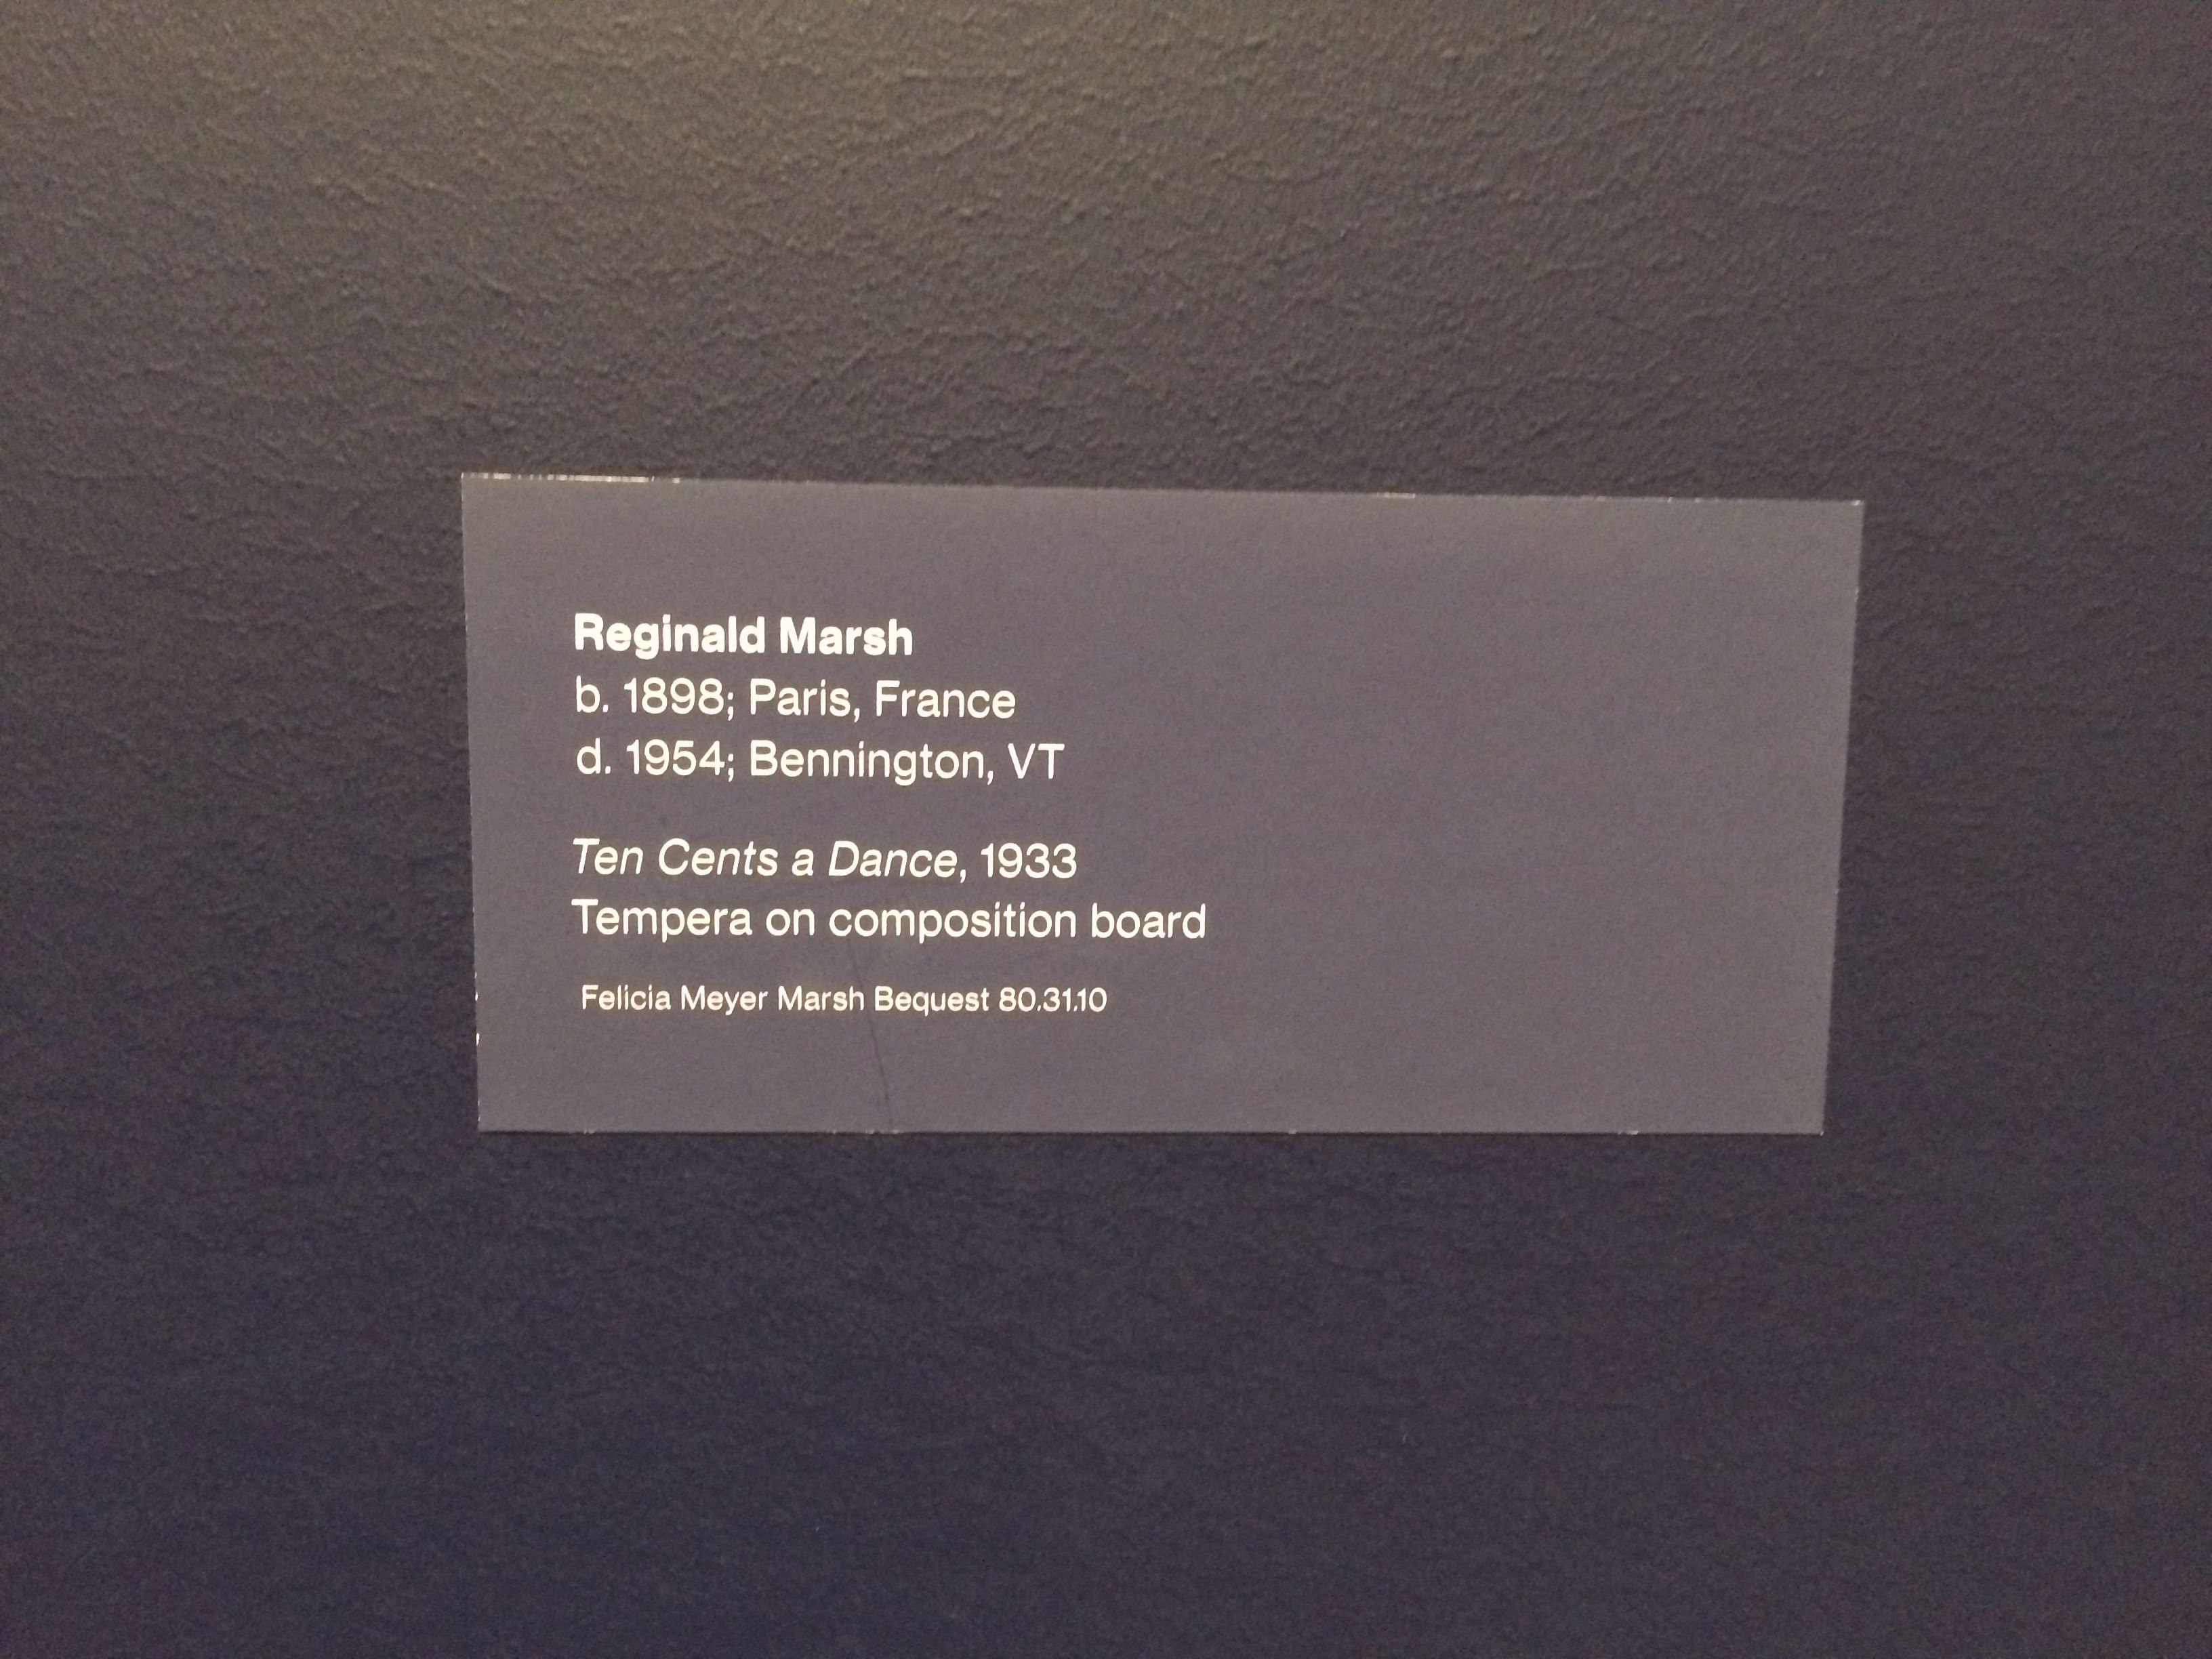 Reginald Marsh
b. 1898; Paris, France
d. 1954; Bennington, VT
Ten Cents a Dance, 1933
Tempera on composition board
Felicia Meyer Marsh Bequest 80.31.10